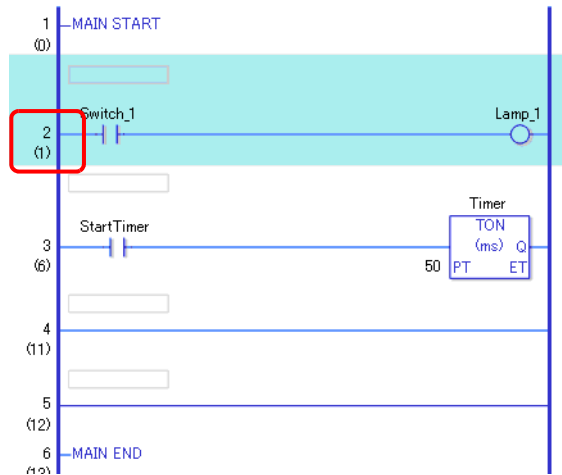 1 MAIN START
(0)
Switch_1 Lamp_1
2
(1)
Timer
StartTimer TON
3 (ms) Q
(6) 50 PT ET
4
(11)
5
(12)
6 MAIN END
(13)